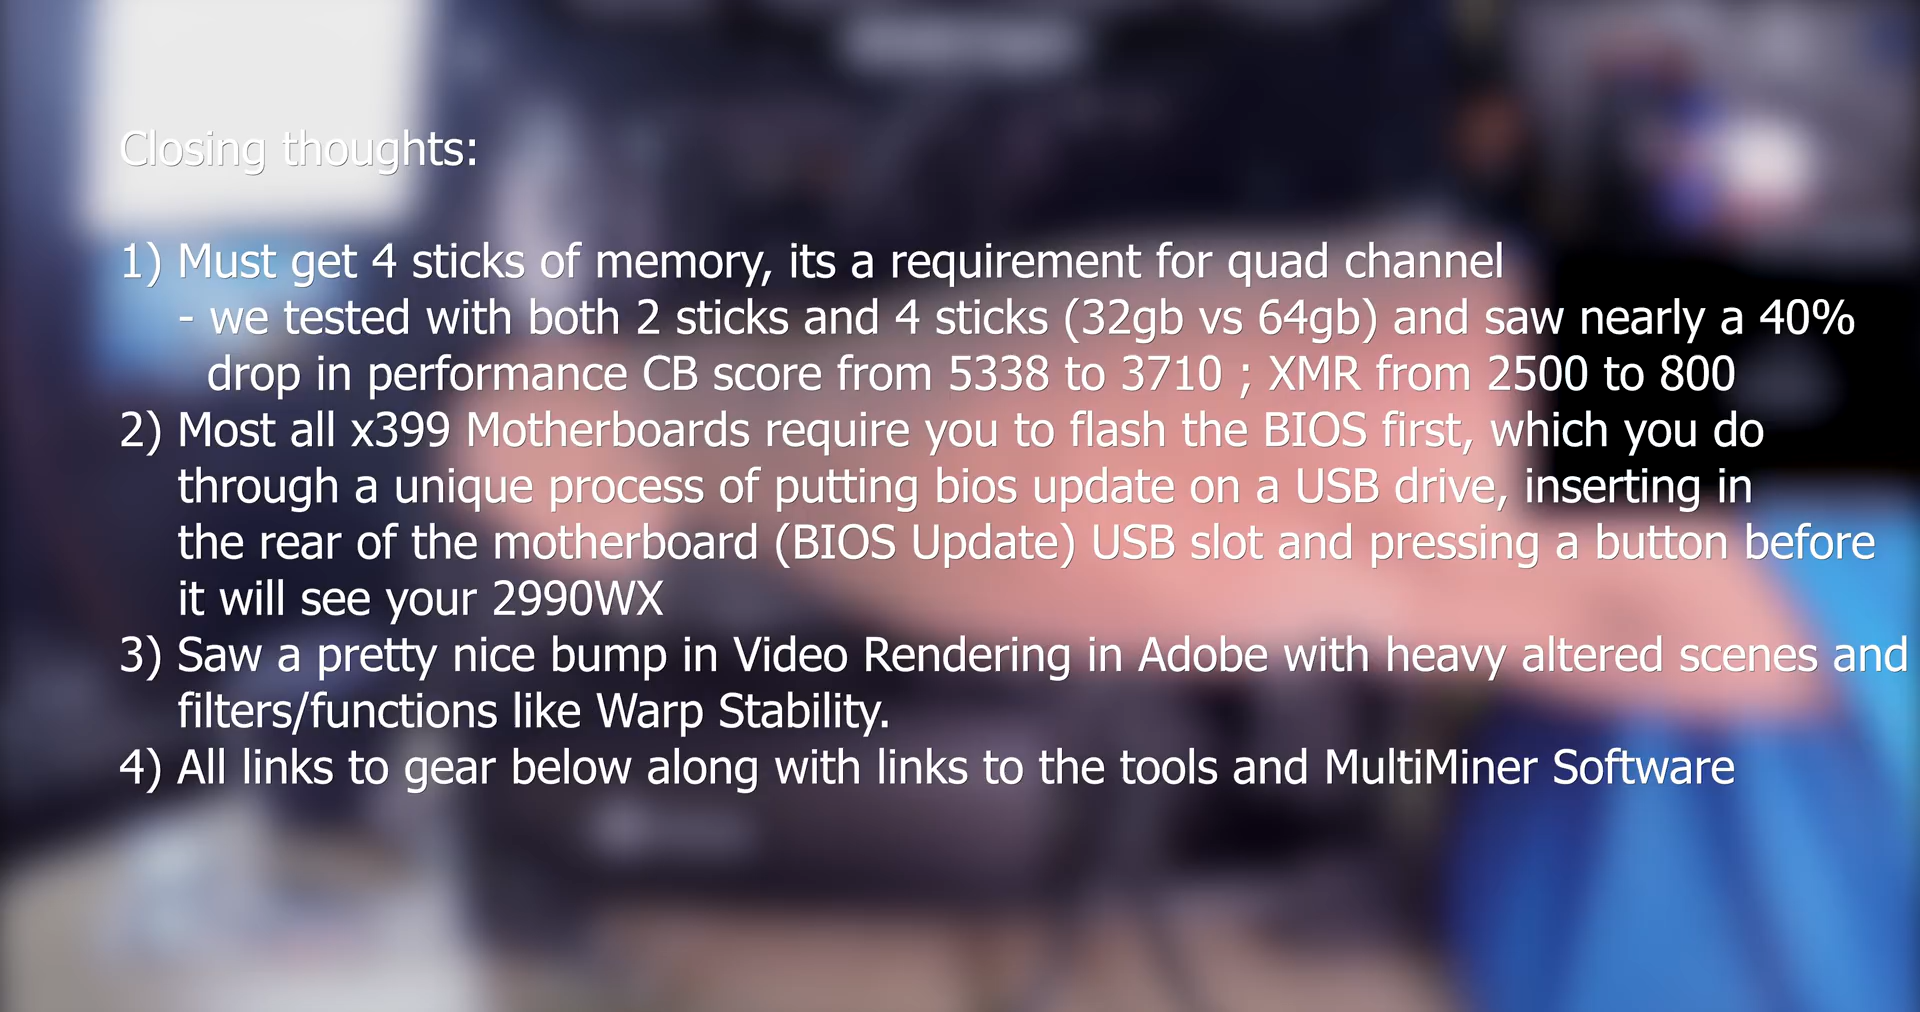 Closing thoughts:
1) Must get 4 sticks of memory, its a requirement for quad channel
- we tested with both 2 sticks and 4 sticks (32gb vs 64gb) and saw nearly a 40%
drop in performance CB score from 5338 to 3710 ; XMR from 2500 to 800
2) Most all x399 Motherboards require you to flash the BIOS first, which you do
through a unique process of putting bios update on a USB drive, inserting in
the rear of the motherboard (BIOS Update) USB slot and pressing a button before
it will see your 2990WX
3) Saw a pretty nice bump in Video Rendering in Adobe with heavy altered scenes and
filters/functions like Warp Stability.
4) All links to gear below along with links to the tools and MultiMiner Software